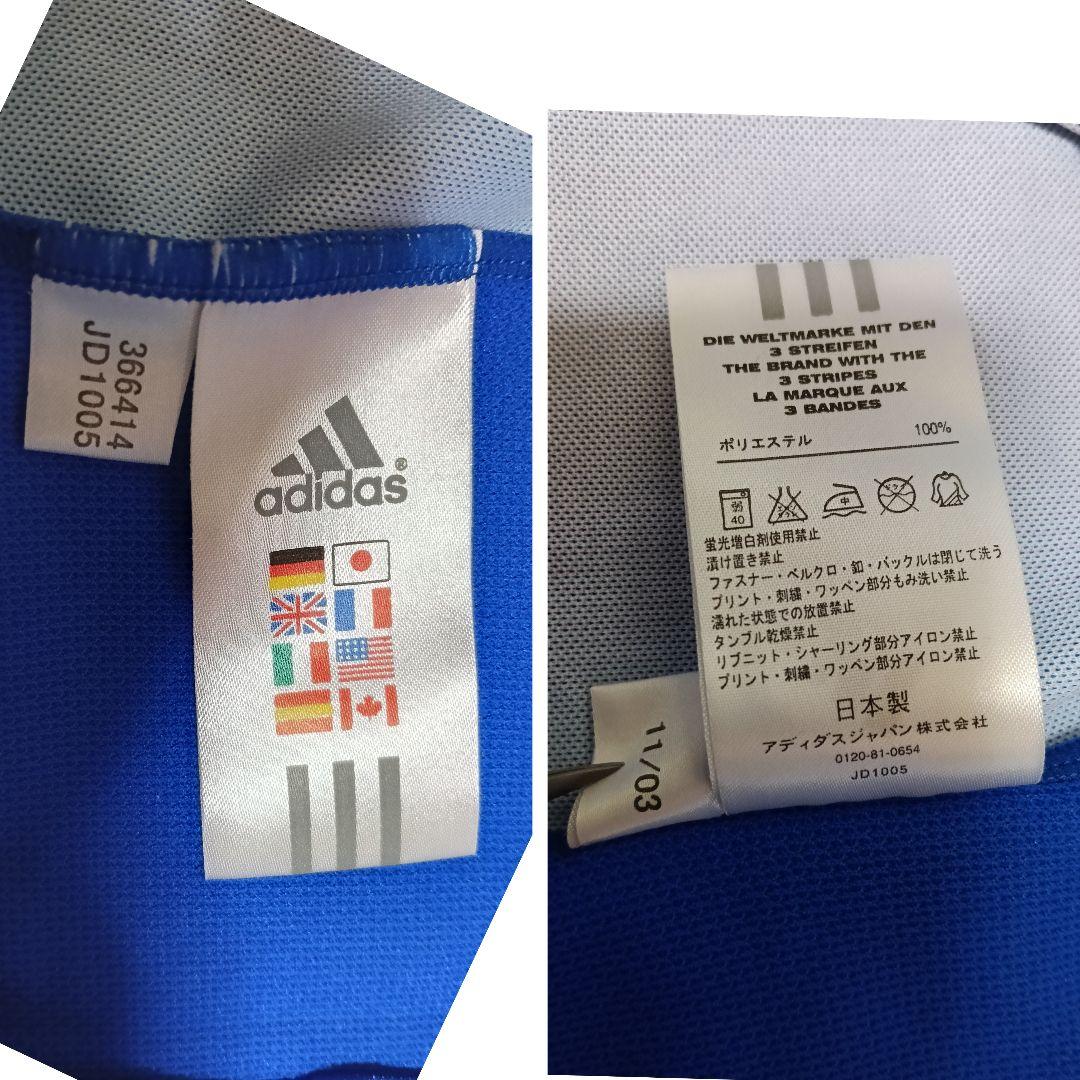 366414
JD1005
adidas®
DIE WELTMARKE MIT DEN
3 STREIFEN
THE BRAND WITH THE
3 STRIPES
LA MARQUE AUX
3 BANDES
ポリエステル 100%
40
中
蛍光増白剤使用禁止
漬け置き禁止
ファスナー・ベルクロ・釦・バックルは閉じて洗う
プリント・刺繍・ワッペン部分もみ洗い禁止
濡れた状態での放置禁止
タンブル乾燥禁止
リブニット・シャーリング部分アイロン禁止
プリント・刺繍・ワッペン部分アイロン禁止
日本製
アディダスジャパン株式会社
0120-81-0654
JD1005
11/03